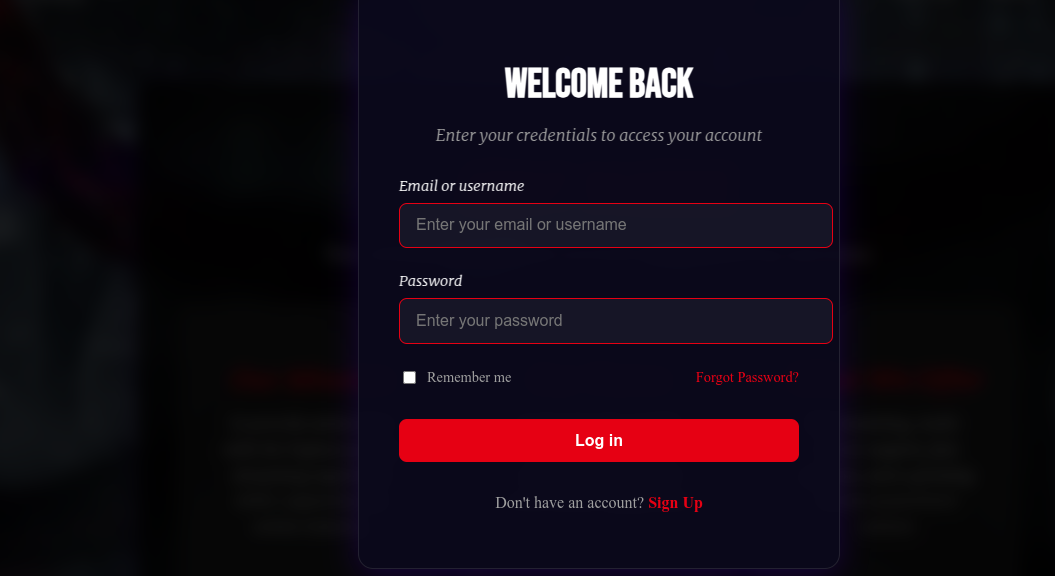 WELCOME BACK
Enter your credentials to access your account
Email or username
Enter your email or username
Password
Enter your password
Remember me
Forgot Password?
Log in
Don't have an account? Sign Up